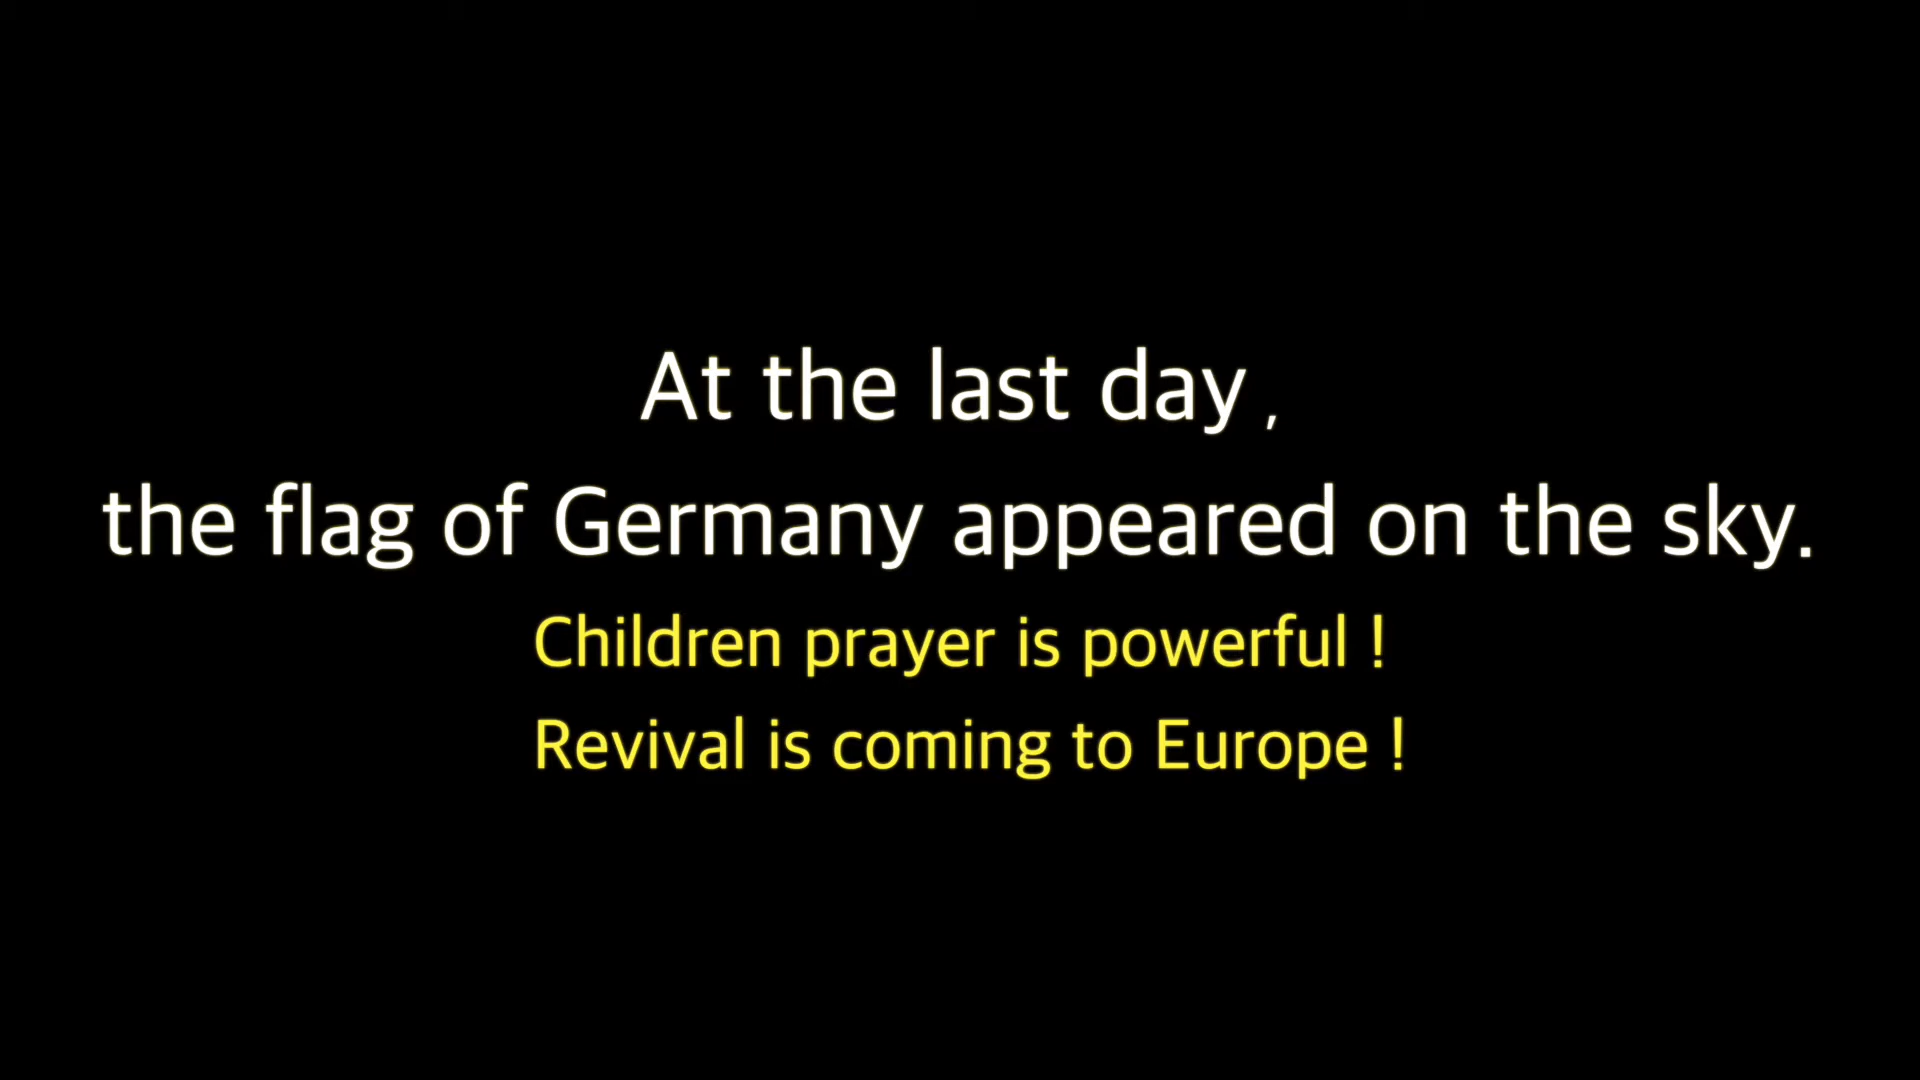 At the last day ,
the flag of Germany appeared on the sky.
Children prayer is powerful !
Revival is coming to Europe !